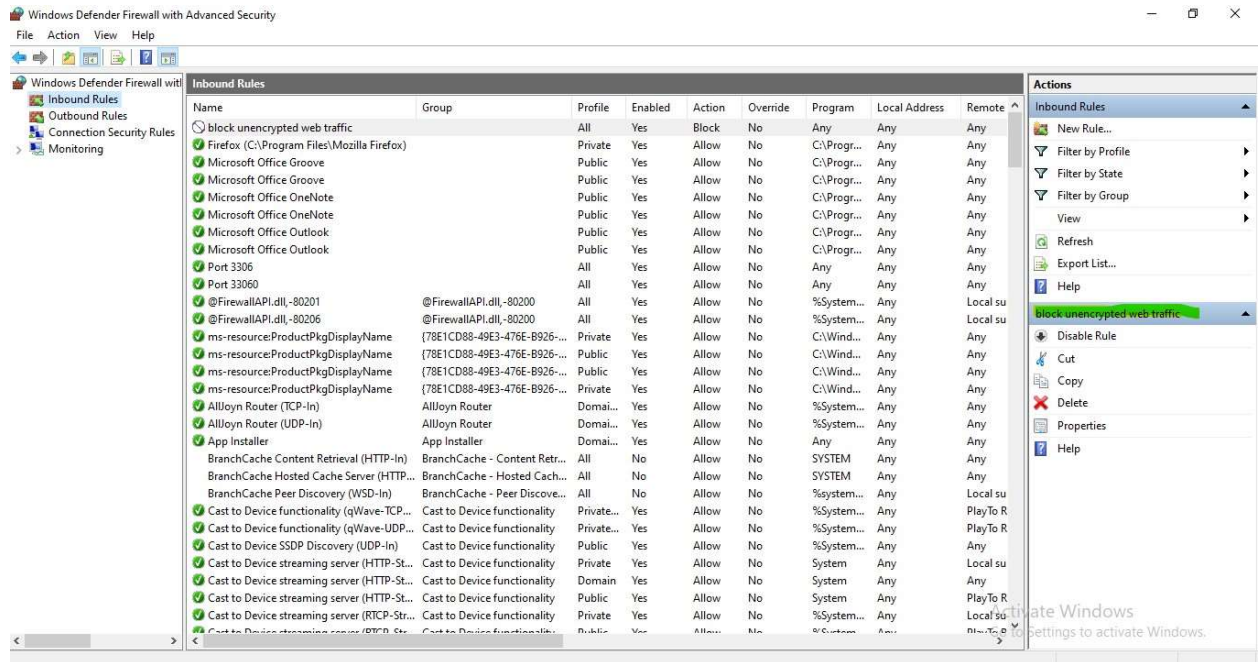 Windows Defender Firewall with Advanced Security
File Action View Help
Windows Defender Firewall witl
Inbound Rules
Outbound Rules
Connection Security Rules
Monitoring
Inbound Rules
Name Group Profile Enabled Action Override Program Local Address Remote
block unencrypted web traffic All Yes Block No Any Any Any
Firefox (C:\Program Files\Mozilla Firefox) Private Yes Allow No C:\Progr... Any Any
Microsoft Office Groove Public Yes Allow No C:\Progr... Any Any
Microsoft Office Groove Public Yes Allow No C:\Progr... Any Any
Microsoft Office OneNote Public Yes Allow No C:\Progr... Any Any
Microsoft Office OneNote Public Yes Allow No C:\Progr... Any Any
Microsoft Office Outlook Public Yes Allow No C:\Progr... Any Any
Microsoft Office Outlook Public Yes Allow No C:\Progr... Any Any
Port 3306 All Yes Allow No Any Any Any
Port 33060 All Yes Allow No Any Any Any
@FirewallAPI.dll,-80201 @FirewallAPI.dll,-80200 All Yes Allow No %System... Any Local su
@FirewallAPI.dll,-80206 @FirewallAPI.dll,-80200 All Yes Allow No %System... Any Local su
ms-resource:ProductPkgDisplayName {78E1CD88-49E3-476E-B926-... Private Yes Allow No C:\Wind... Any Any
ms-resource:ProductPkgDisplayName {78E1CD88-49E3-476E-B926-... Public Yes Allow No C:\Wind... Any Any
ms-resource:ProductPkgDisplayName {78E1CD88-49E3-476E-B926-... Public Yes Allow No C:\Wind... Any Any
ms-resource:ProductPkgDisplayName {78E1CD88-49E3-476E-B926-... Private Yes Allow No C:\Wind... Any Any
AllJoyn Router (TCP-In) AllJoyn Router Domai... Yes Allow No %System... Any Any
AllJoyn Router (UDP-In) AllJoyn Router Domai... Yes Allow No %System... Any Any
App Installer App Installer Domai... Yes Allow No Any Any Any
BranchCache Content Retrieval (HTTP-In) BranchCache - Content Retr... All No Allow No SYSTEM Any Any
BranchCache Hosted Cache Server (HTTP... BranchCache - Hosted Cach... All No Allow No SYSTEM Any Any
BranchCache Peer Discovery (WSD-In) BranchCache - Peer Discove... All No Allow No %system... Any Local su
Cast to Device functionality (qWave-TCP... Cast to Device functionality Private... Yes Allow No %System... Any PlayTo R
Cast to Device functionality (qWave-UDP... Cast to Device functionality Private... Yes Allow No %System... Any PlayTo R
Cast to Device SSDP Discovery (UDP-In) Cast to Device functionality Public Yes Allow No %System... Any Any
Cast to Device streaming server (HTTP-St... Cast to Device functionality Private Yes Allow No System Any Local su
Cast to Device streaming server (HTTP-St... Cast to Device functionality Domain Yes Allow No System Any Any
Cast to Device streaming server (HTTP-St... Cast to Device functionality Public Yes Allow No System Any PlayTo R
Cast to Device streaming server (RTCP-Str... Cast to Device functionality Private Yes Allow No %System... Any Local su
Cast to Device streaming server (RTCP-Str... Cast to Device functionality Public Yes Allow No %System... Any PlayTo R
Actions
Inbound Rules
New Rule...
Filter by Profile
Filter by State
Filter by Group
View
Refresh
Export List...
Help
block unencrypted web traffic
Disable Rule
Cut
Copy
Delete
Properties
Help
Activate Windows
Go to Settings to activate Windows.